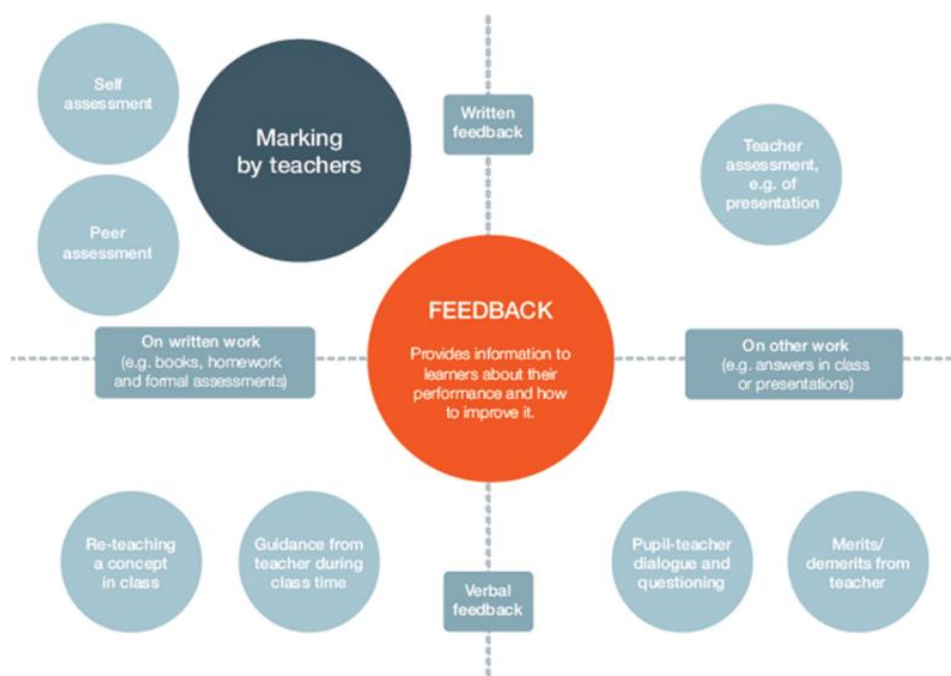 Self
assessment
Marking
by teachers
Written
feedback
Teacher
assessment,
e.g. of
presentation
Peer
assessment
FEEDBACK
Provides information to
learners about their
performance and how
to improve it.
On written work
(e.g. books, homework
and formal assessments)
On other work
(e.g. answers in class
or presentations)
Re-teaching
a concept
in class
Guidance from
teacher during
class time
Verbal
feedback
Pupil-teacher
dialogue and
questioning
Merits/
demerits from
teacher